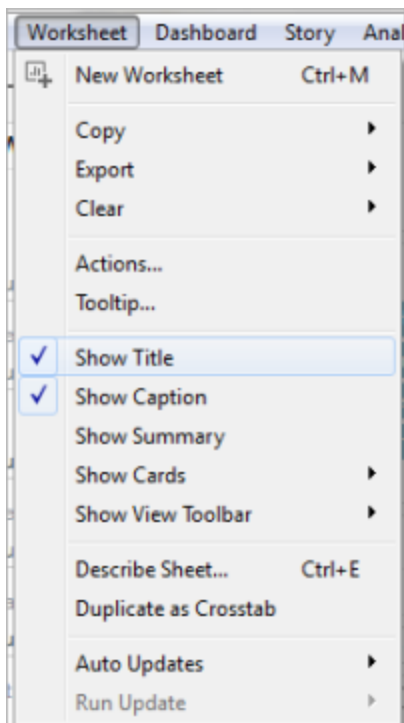 Worksheet Dashboard Story Anal
New Worksheet Ctrl+M
Copy
Export
Clear
Actions...
Tooltip...
Show Title
Show Caption
Show Summary
Show Cards
Show View Toolbar
Describe Sheet... Ctrl+E
Duplicate as Crosstab
Auto Updates
Run Update